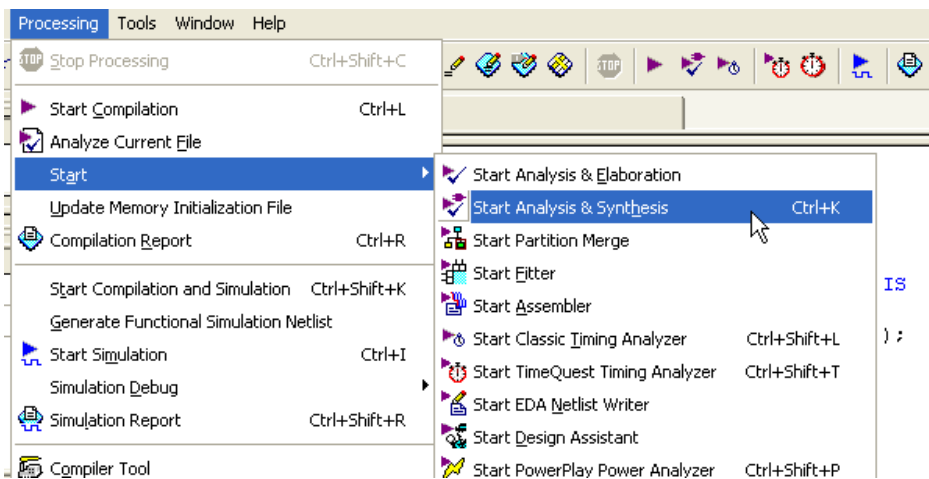 Processing Tools Window Help
STOP Stop Processing Ctrl+Shift+C
STOP
Start Compilation Ctrl+L
Analyze Current File
Start
Update Memory Initialization File
Compilation Report Ctrl+R
Start Compilation and Simulation Ctrl+Shift+K
Generate Functional Simulation Netlist
Start Simulation Ctrl+I
Simulation Debug
Simulation Report Ctrl+Shift+R
Compiler Tool
Start Analysis & Elaboration
Start Analysis & Synthesis Ctrl+K
Start Partition Merge
Start Fitter
Start Assembler
Start Classic Timing Analyzer Ctrl+Shift+L
Start TimeQuest Timing Analyzer Ctrl+Shift+T
Start EDA Netlist Writer
Start Design Assistant
Start PowerPlay Power Analyzer Ctrl+Shift+P
IS
);